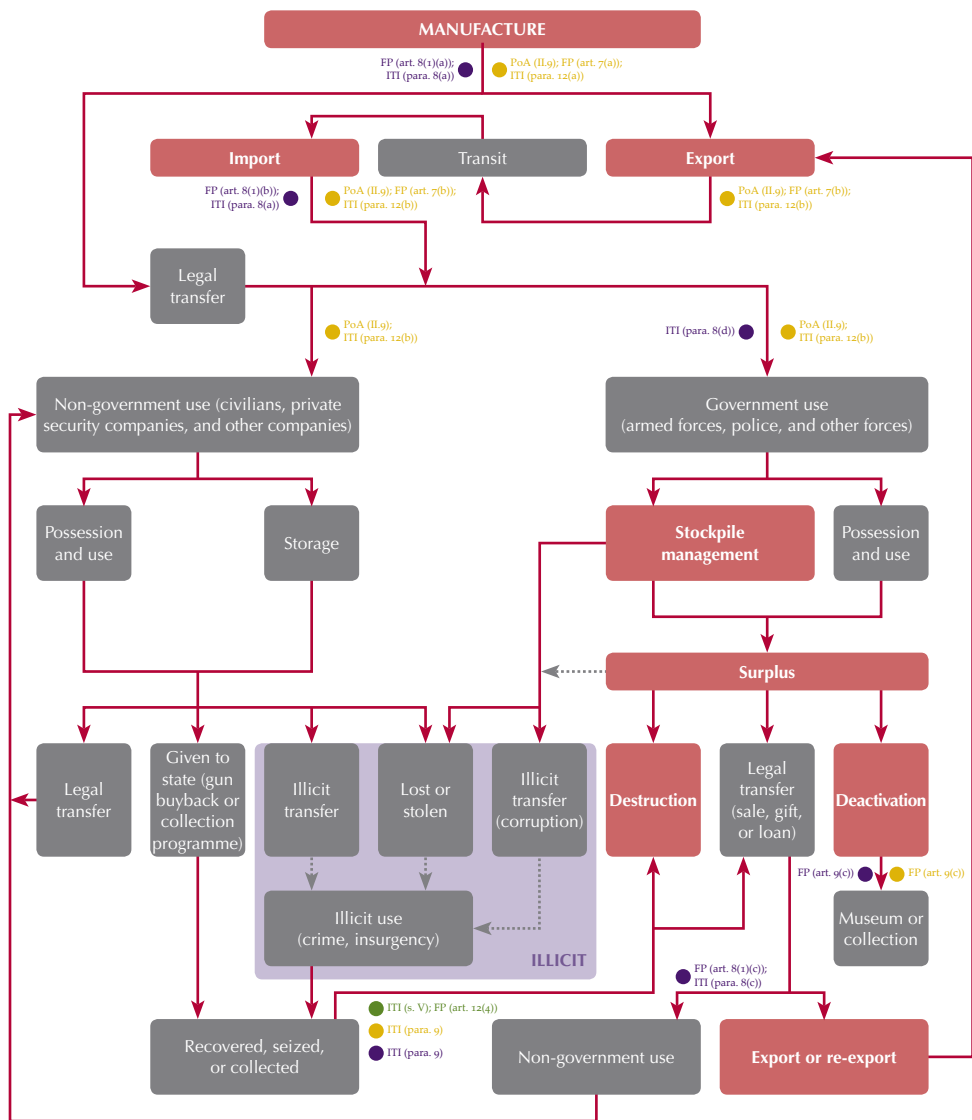 MANUFACTURE
FP (art. 8(1)(a));
ITI (para. 8(a))
PoA (II.9); FP (art. 7(a));
ITI (para. 12(a))
Import
Transit
Export
FP (art. 8(1)(b));
ITI (para. 8(a))
PoA (II.9); FP (art. 7(b));
ITI (para. 12(b))
PoA (II.9); FP (art. 7(b));
ITI (para. 12(b))
Legal
transfer
PoA (II.9);
ITI (para. 12(b))
ITI (para. 8(d))
PoA (II.9);
ITI (para. 12(b))
Non-government use (civilians, private
security companies, and other companies)
Government use
(armed forces, police, and other forces)
Possession
and use
Storage
Stockpile
management
Possession
and use
Surplus
Legal
transfer
Given to
state (gun
buyback or
collection
programme)
Illicit
transfer
Lost or
stolen
Illicit
transfer
(corruption)
Destruction
Legal
transfer
(sale, gift,
or loan)
Deactivation
FP (art. 9(c))
FP (art. 9(c))
Illicit use
(crime, insurgency)
ILLICIT
Museum or
collection
FP (art. 8(1)(c));
ITI (para. 8(c))
ITI (s. V); FP (art. 12(4))
ITI (para. 9)
ITI (para. 9)
Recovered, seized,
or collected
Non-government use
Export or re-export